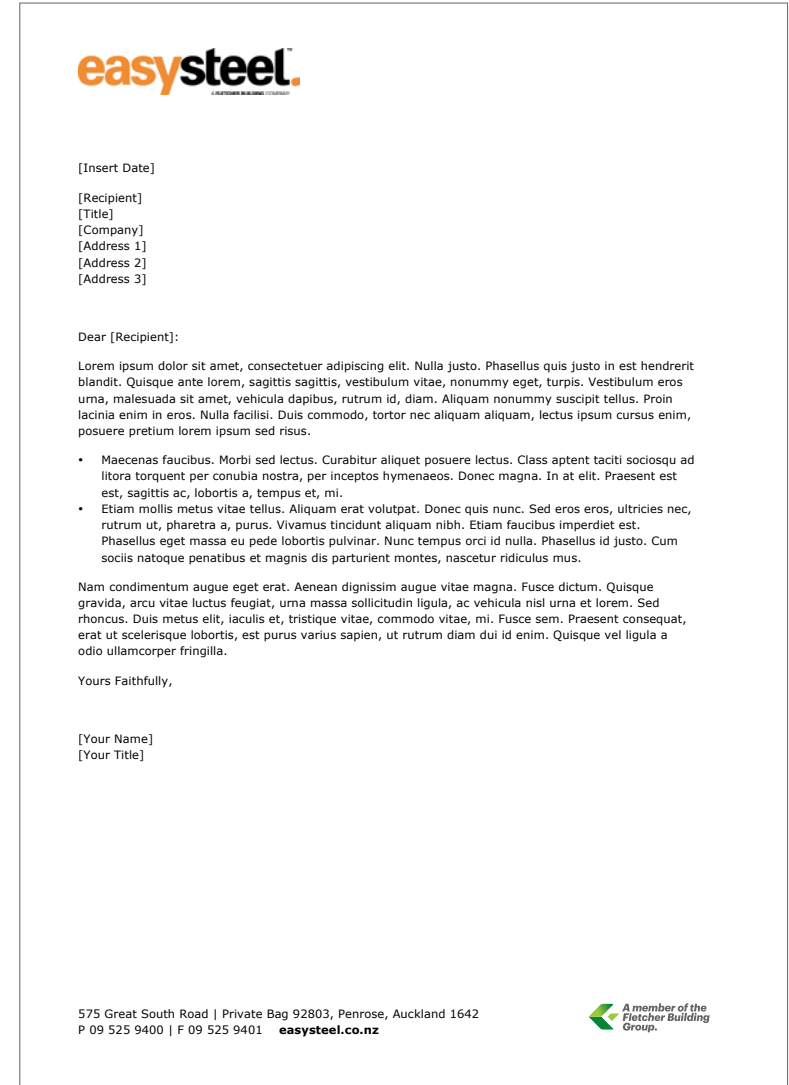 easysteel.™
A FLETCHER BUILDING COMPANY
[Insert Date]
[Recipient]
[Title]
[Company]
[Address 1]
[Address 2]
[Address 3]
Dear [Recipient]:
Lorem ipsum dolor sit amet, consectetuer adipiscing elit. Nulla justo. Phasellus quis justo in est hendrerit
blandit. Quisque ante lorem, sagittis sagittis, vestibulum vitae, nonummy eget, turpis. Vestibulum eros
urna, malesuada sit amet, vehicula dapibus, rutrum id, diam. Aliquam nonummy suscipit tellus. Proin
lacinia enim in eros. Nulla facilisi. Duis commodo, tortor nec aliquam aliquam, lectus ipsum cursus enim,
posuere pretium lorem ipsum sed risus.
• Maecenas faucibus. Morbi sed lectus. Curabitur aliquet posuere lectus. Class aptent taciti sociosqu ad
litora torquent per conubia nostra, per inceptos hymenaeos. Donec magna. In at elit. Praesent est
est, sagittis ac, lobortis a, tempus et, mi.
• Etiam mollis metus vitae tellus. Aliquam erat volutpat. Donec quis nunc. Sed eros eros, ultricies nec,
rutrum ut, pharetra a, purus. Vivamus tincidunt aliquam nibh. Etiam faucibus imperdiet est.
Phasellus eget massa eu pede lobortis pulvinar. Nunc tempus orci id nulla. Phasellus id justo. Cum
sociis natoque penatibus et magnis dis parturient montes, nascetur ridiculus mus.
Nam condimentum augue eget erat. Aenean dignissim augue vitae magna. Fusce dictum. Quisque
gravida, arcu vitae luctus feugiat, urna massa sollicitudin ligula, ac vehicula nisl urna et lorem. Sed
rhoncus. Duis metus elit, iaculis et, tristique vitae, commodo vitae, mi. Fusce sem. Praesent consequat,
erat ut scelerisque lobortis, est purus varius sapien, ut rutrum diam dui id enim. Quisque vel ligula a
odio ullamcorper fringilla.
Yours Faithfully,
[Your Name]
[Your Title]
575 Great South Road | Private Bag 92803, Penrose, Auckland 1642
P 09 525 9400 | F 09 525 9401 easysteel.co.nz
A member of the
Fletcher Building
Group.